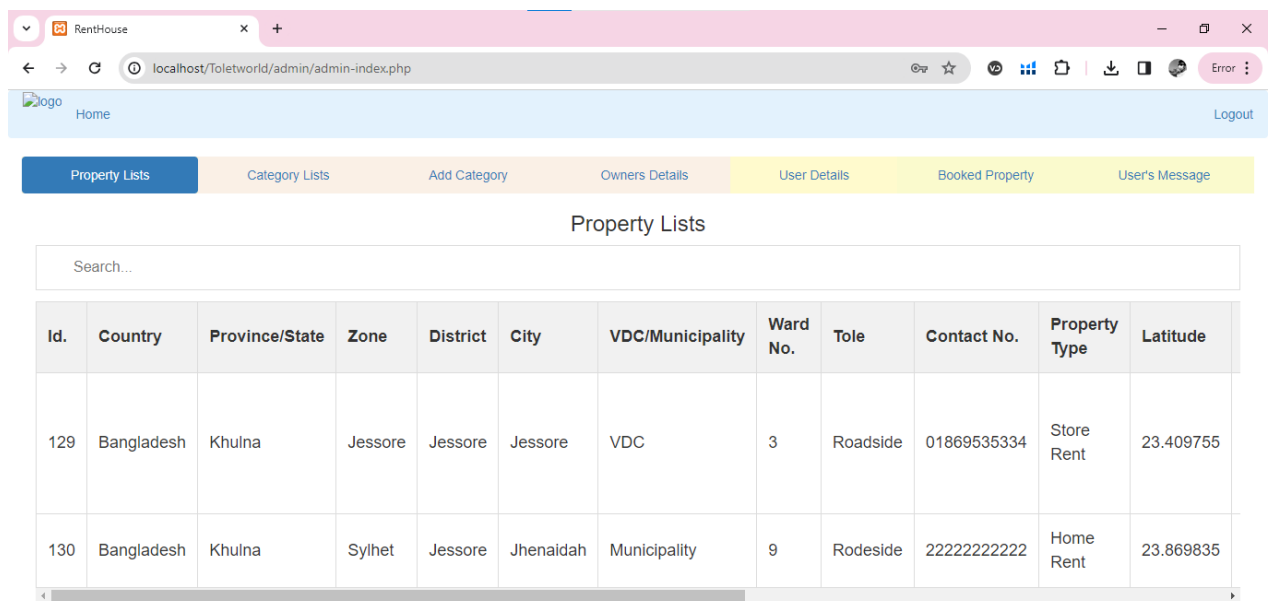 RentHouse
localhost/Toletworld/admin/admin-index.php Error
logo Home Logout
Property Lists Category Lists Add Category Owners Details User Details Booked Property User's Message
Property Lists
Search...
Id. Country Province/State Zone District City VDC/Municipality Ward No. Tole Contact No. Property Type Latitude
129 Bangladesh Khulna Jessore Jessore Jessore VDC 3 Roadside 01869535334 Store Rent 23.409755
130 Bangladesh Khulna Sylhet Jessore Jhenaidah Municipality 9 Rodeside 22222222222 Home Rent 23.869835